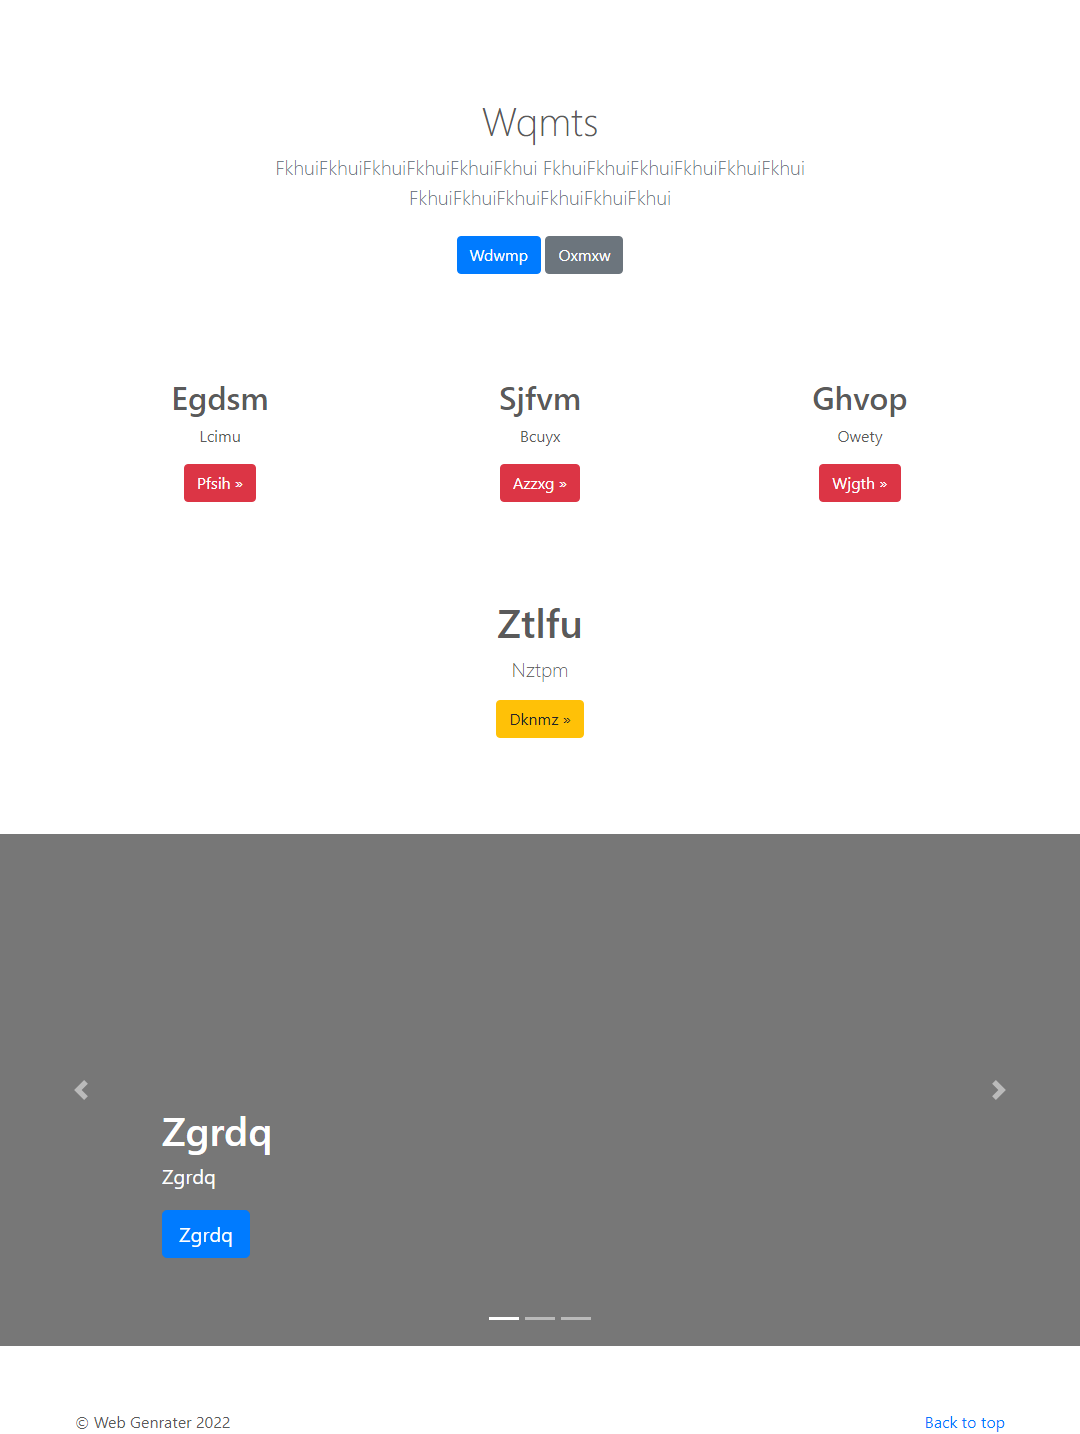 Wqmts
FkhuiFkhuiFkhuiFkhuiFkhuiFkhui FkhuiFkhuiFkhuiFkhuiFkhuiFkhui
FkhuiFkhuiFkhuiFkhuiFkhuiFkhui
Wdwmp Oxmxw
Egdsm Sjfvm Ghvop
Lcimu Bcuyx Owety
Pfsih » Azzxg » Wjgth »
Ztlfu
Nztpm
Dknmz »
Zgrdq
Zgrdq
Zgrdq
© Web Genrater 2022 Back to top